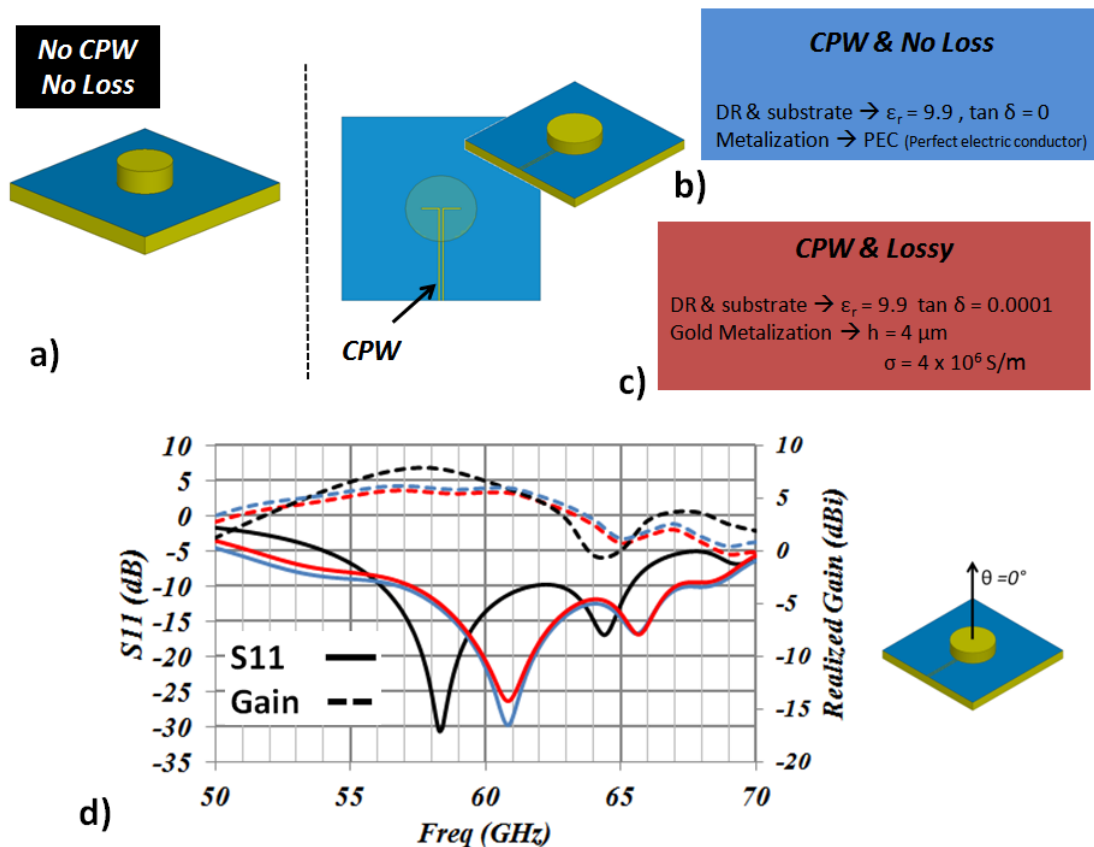 No CPW
No Loss
a)
CPW
CPW & No Loss
DR & substrate → εr = 9.9 , tan δ = 0
Metalization → PEC (Perfect electric conductor)
b)
CPW & Lossy
DR & substrate → εr = 9.9 tan δ = 0.0001
Gold Metalization → h = 4 μm
σ = 4 x 10⁶ S/m
c)
10
5
0
-5
-10
-15
-20
-25
-30
-35
S11 (dB)
S11
Gain
10
5
0
-5
-10
-15
-20
Realized Gain (dBi)
50 55 60 65 70
Freq (GHz)
d)
θ =0°